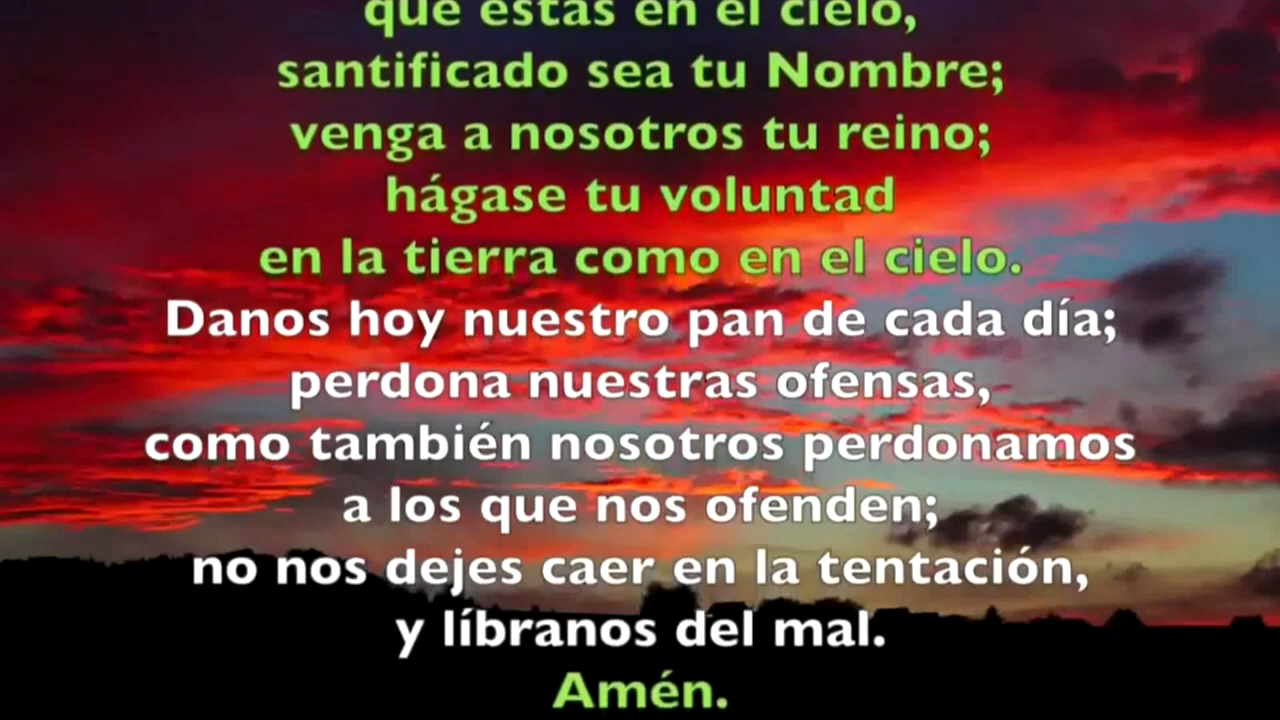 que estás en el cielo,
santificado sea tu Nombre;
venga a nosotros tu reino;
hágase tu voluntad
en la tierra como en el cielo.
Danos hoy nuestro pan de cada día;
perdona nuestras ofensas,
como también nosotros perdonamos
a los que nos ofenden;
no nos dejes caer en la tentación,
y líbranos del mal.
Amén.